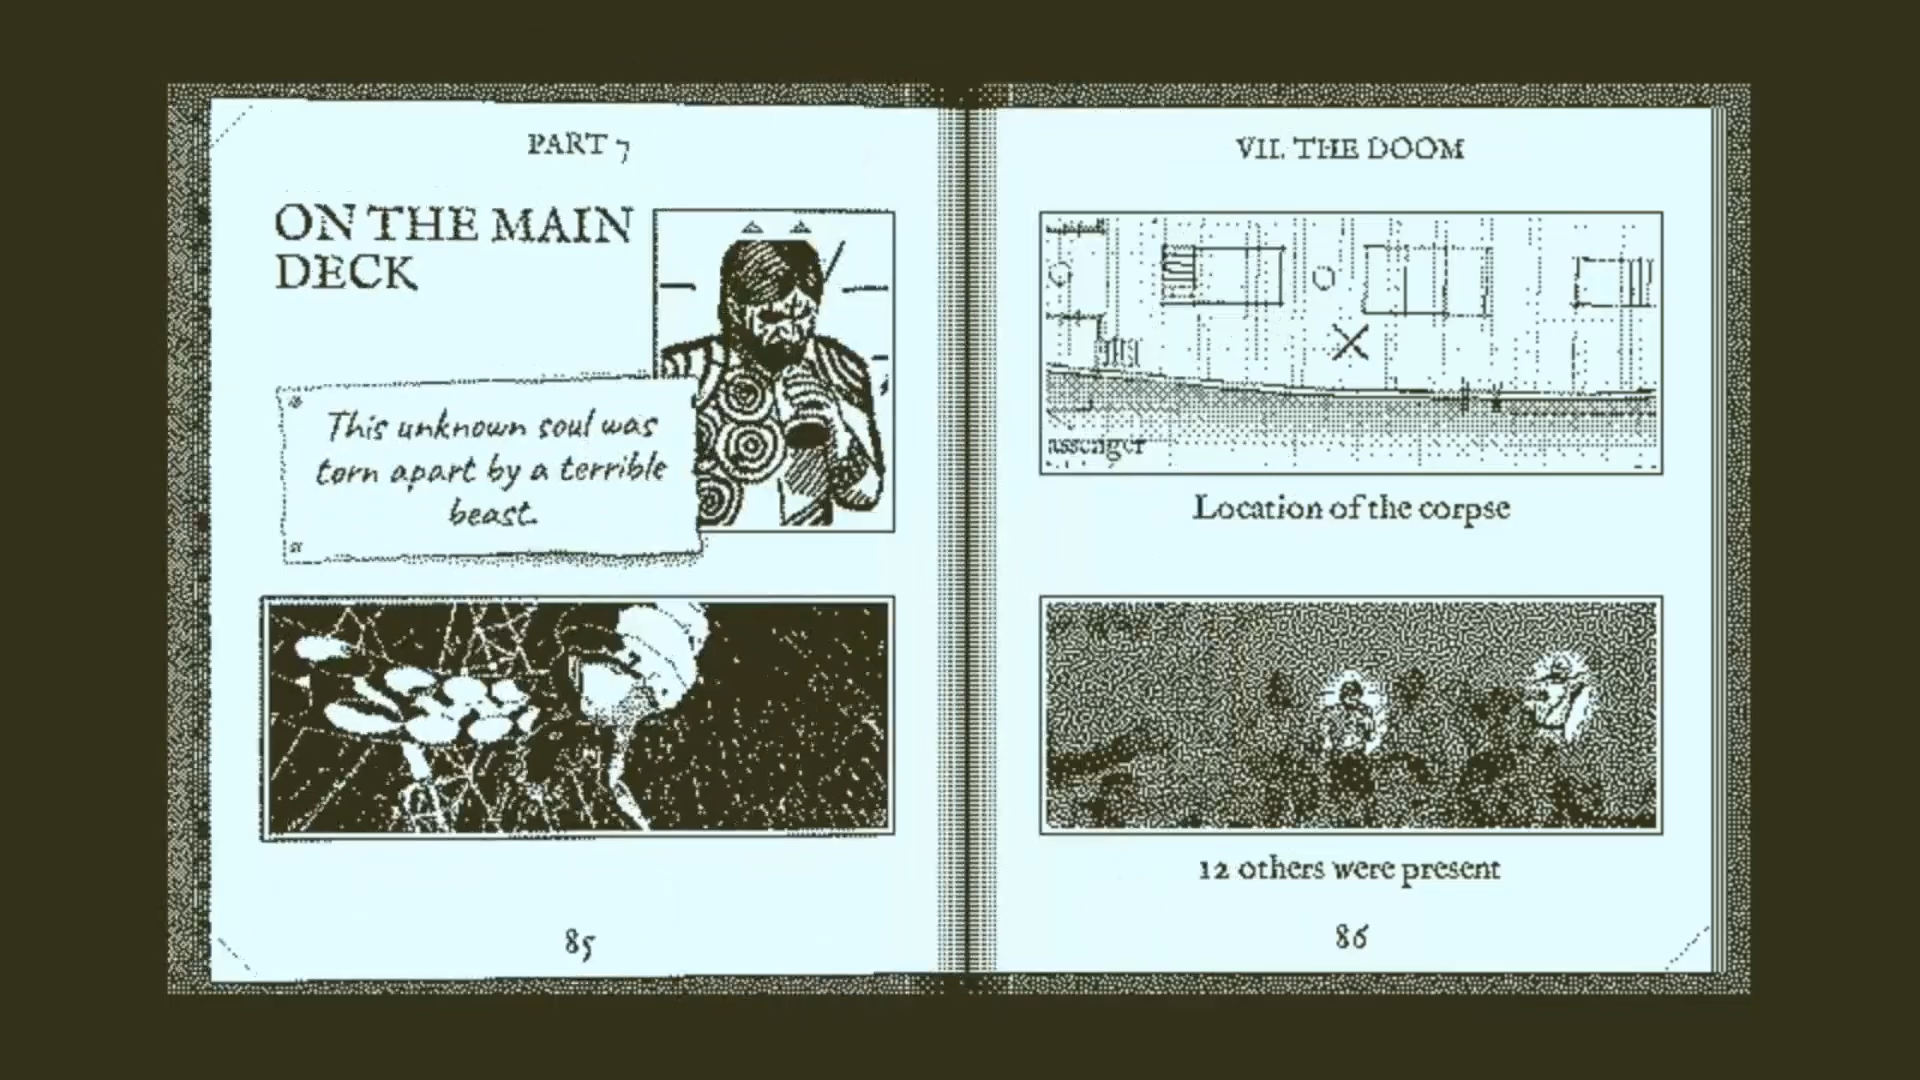 PART 7
ON THE MAIN
DECK
This unknown soul was
torn apart by a terrible
beast.
85
VII. THE DOOM
assenger
Location of the corpse
12 others were present
86